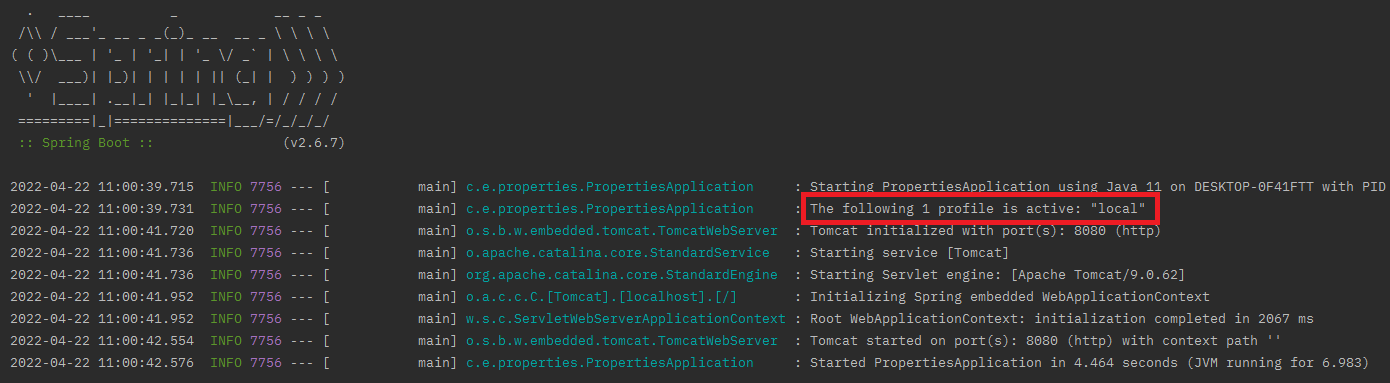 .   ____          _            __ _ _
 /\\ / ___'_ __ _ _(_)_ __  __ _ \ \ \ \
( ( )\___ | '_ | '_| | '_ \/ _` | \ \ \ \
 \\/  ___)| |_)| | | | | || (_| |  ) ) ) )
  '  |____| .__|_| |_|_| |_\__, | / / / /
 =========|_|==============|___/=/_/_/_/
 :: Spring Boot ::                (v2.6.7)
2022-04-22 11:00:39.715  INFO 7756 --- [           main] c.e.properties.PropertiesApplication     : Starting PropertiesApplication using Java 11 on DESKTOP-0F41FTT with PID
2022-04-22 11:00:39.731  INFO 7756 --- [           main] c.e.properties.PropertiesApplication     : The following 1 profile is active: "local"
2022-04-22 11:00:41.720  INFO 7756 --- [           main] o.s.b.w.embedded.tomcat.TomcatWebServer  : Tomcat initialized with port(s): 8080 (http)
2022-04-22 11:00:41.736  INFO 7756 --- [           main] o.apache.catalina.core.StandardService   : Starting service [Tomcat]
2022-04-22 11:00:41.736  INFO 7756 --- [           main] org.apache.catalina.core.StandardEngine  : Starting Servlet engine: [Apache Tomcat/9.0.62]
2022-04-22 11:00:41.952  INFO 7756 --- [           main] o.a.c.c.C.[Tomcat].[localhost].[/]       : Initializing Spring embedded WebApplicationContext
2022-04-22 11:00:41.952  INFO 7756 --- [           main] w.s.c.ServletWebServerApplicationContext : Root WebApplicationContext: initialization completed in 2067 ms
2022-04-22 11:00:42.554  INFO 7756 --- [           main] o.s.b.w.embedded.tomcat.TomcatWebServer  : Tomcat started on port(s): 8080 (http) with context path ''
2022-04-22 11:00:42.576  INFO 7756 --- [           main] c.e.properties.PropertiesApplication     : Started PropertiesApplication in 4.464 seconds (JVM running for 6.983)